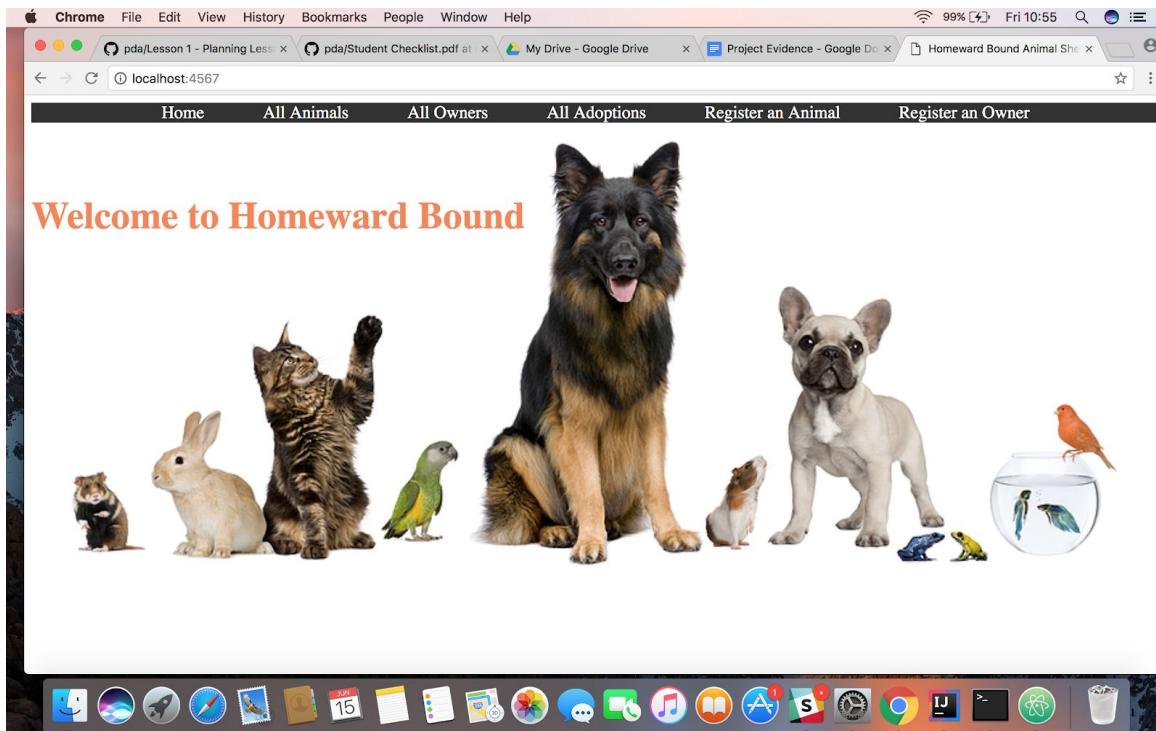 Chrome File Edit View History Bookmarks People Window Help 99% Fri 10:55
pda/Lesson 1 - Planning Less pda/Student Checklist.pdf at My Drive - Google Drive Project Evidence - Google Do Homeward Bound Animal She
localhost:4567
Home All Animals All Owners All Adoptions Register an Animal Register an Owner
Welcome to Homeward Bound
JUN
15
1
S
IJ